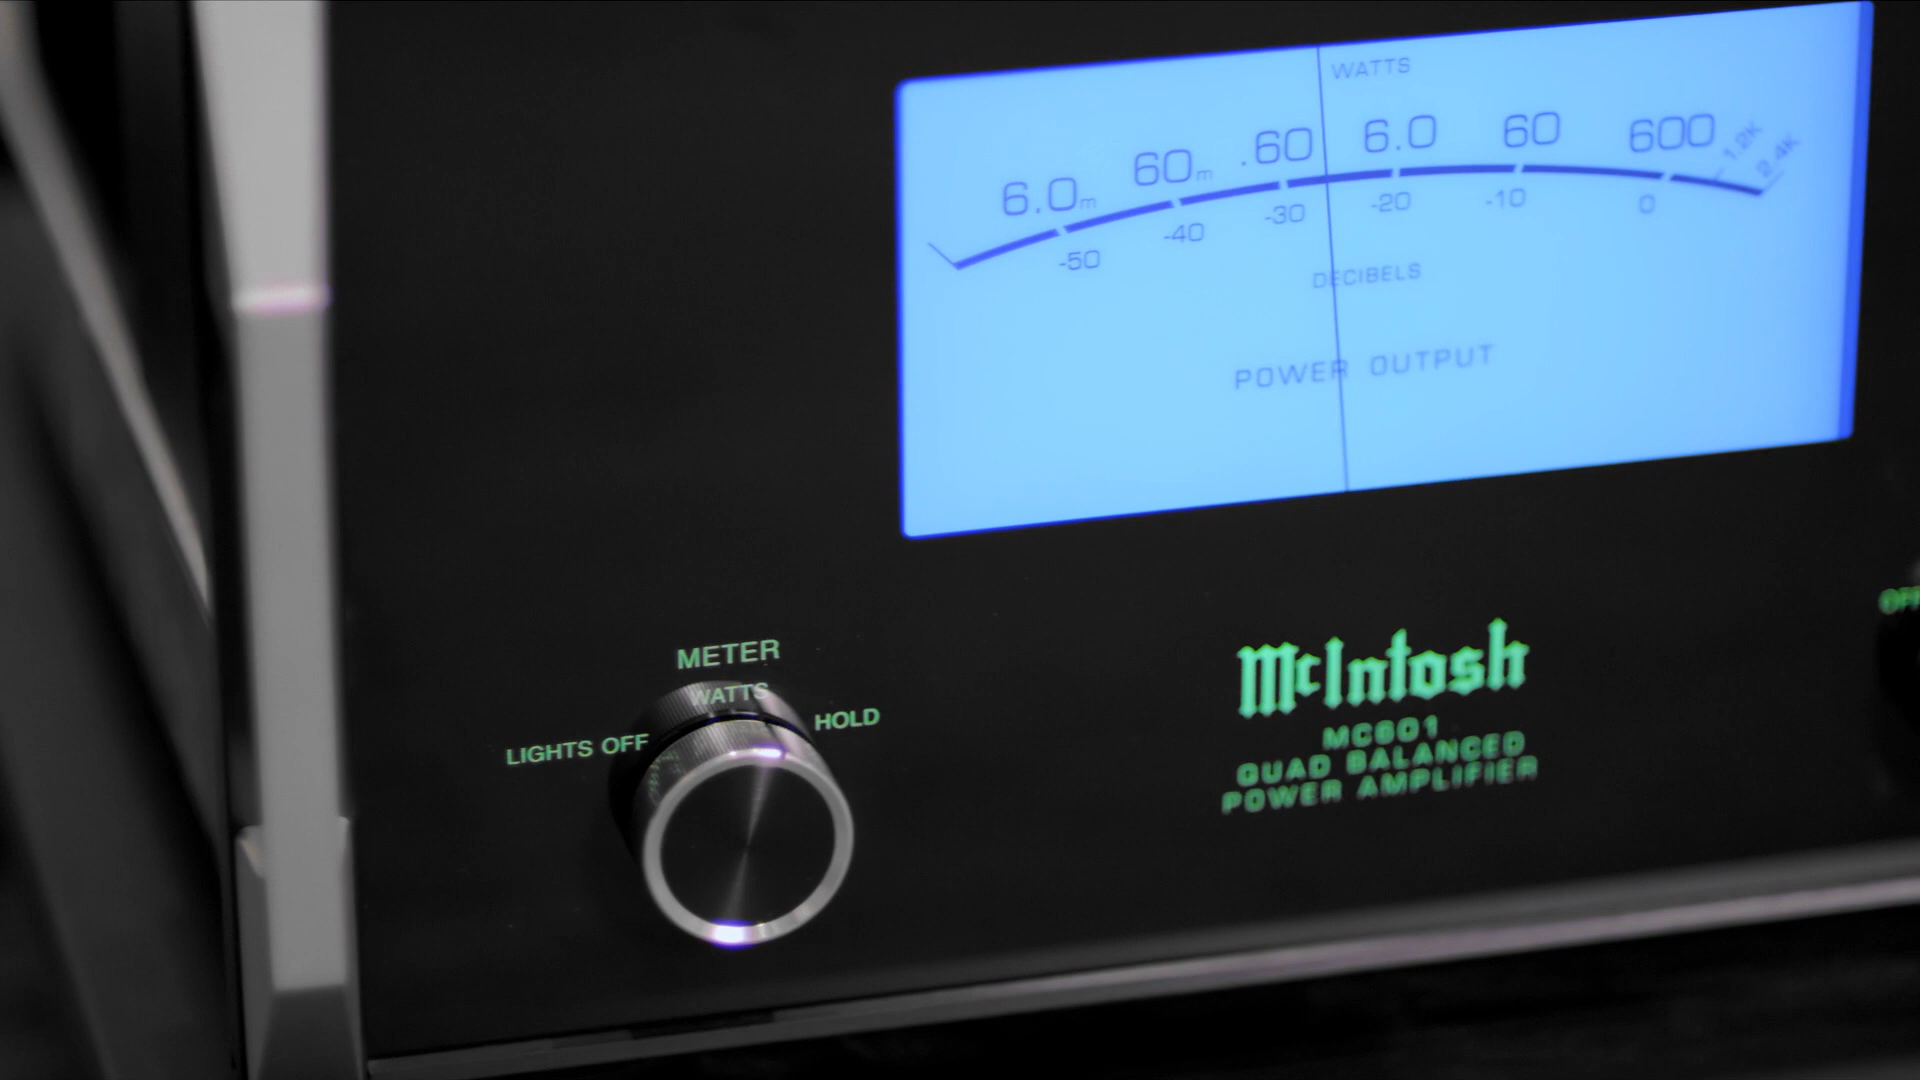 WATTS
6.0m 60m .60 6.0 60 600 1.2K 2.4K
-50 -40 -30 -20 -10 0
DECIBELS
POWER OUTPUT
METER
WATTS
LIGHTS OFF HOLD
McIntosh
MC601
QUAD BALANCED
POWER AMPLIFIER